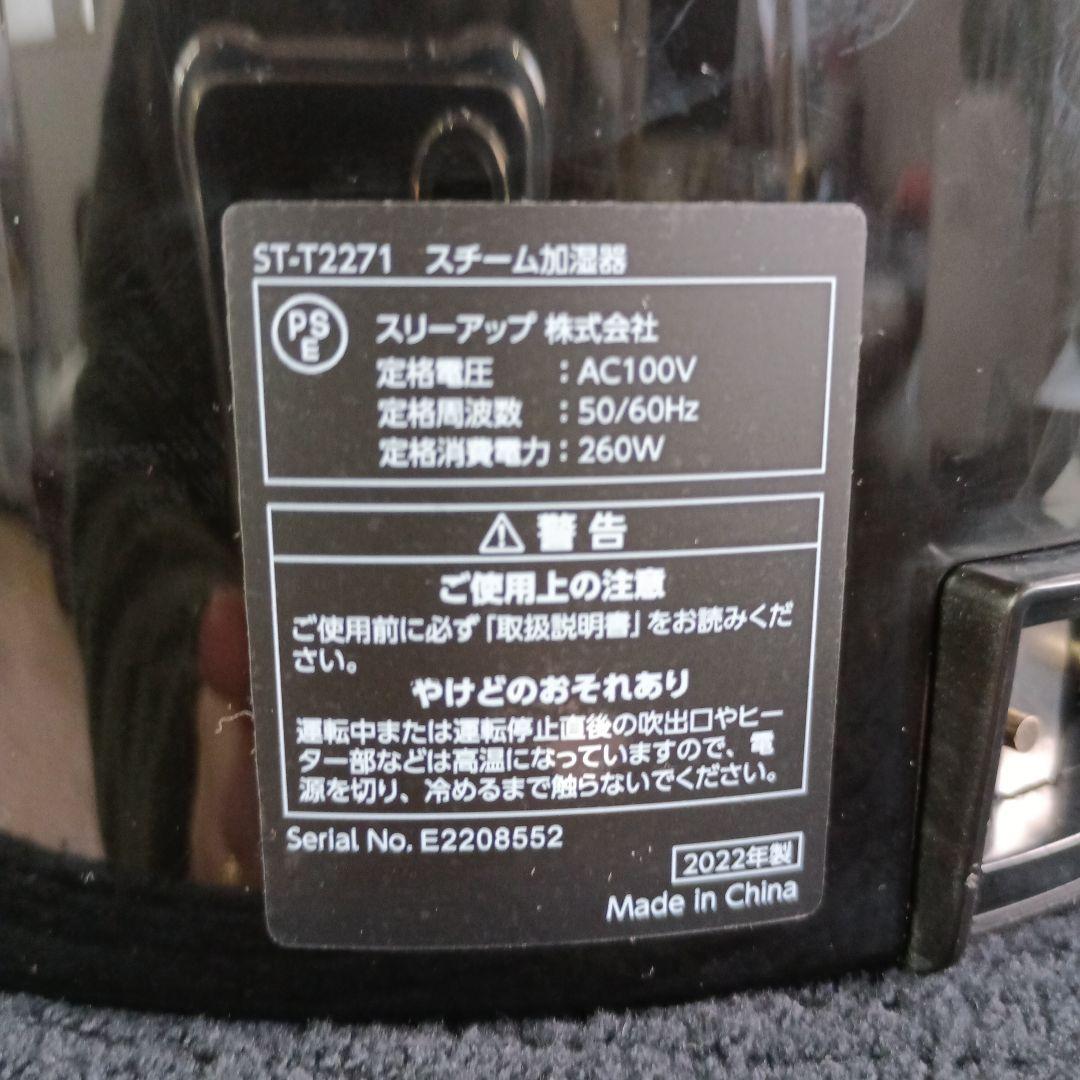 ST-T2271 スチーム加湿器
PS
E
スリーアップ 株式会社
定格電圧 : AC100V
定格周波数 : 50/60Hz
定格消費電力 : 260W
⚠ 警告
ご使用上の注意
ご使用前に必ず「取扱説明書」をお読みくだ
さい。
やけどのおそれあり
運転中または運転停止直後の吹出口やヒー
ター部などは高温になっていますので、電
源を切り、冷めるまで触らないでください。
Serial No. E2208552
2022年製
Made in China